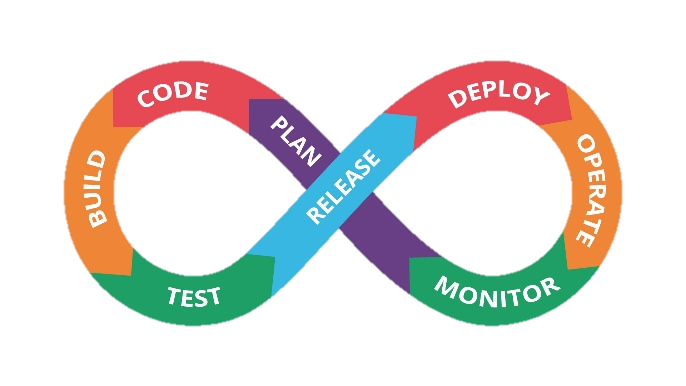 PLAN
CODE
BUILD
TEST
RELEASE
DEPLOY
OPERATE
MONITOR